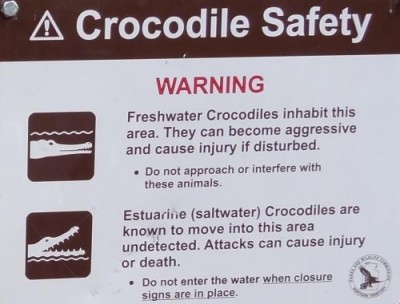 Crocodile Safety
WARNING
Freshwater Crocodiles inhabit this
area. They can become aggressive
and cause injury if disturbed.
• Do not approach or interfere with
these animals.
Estuarine (saltwater) Crocodiles are
known to move into this area
undetected. Attacks can cause injury
or death.
• Do not enter the water when closure
signs are in place.